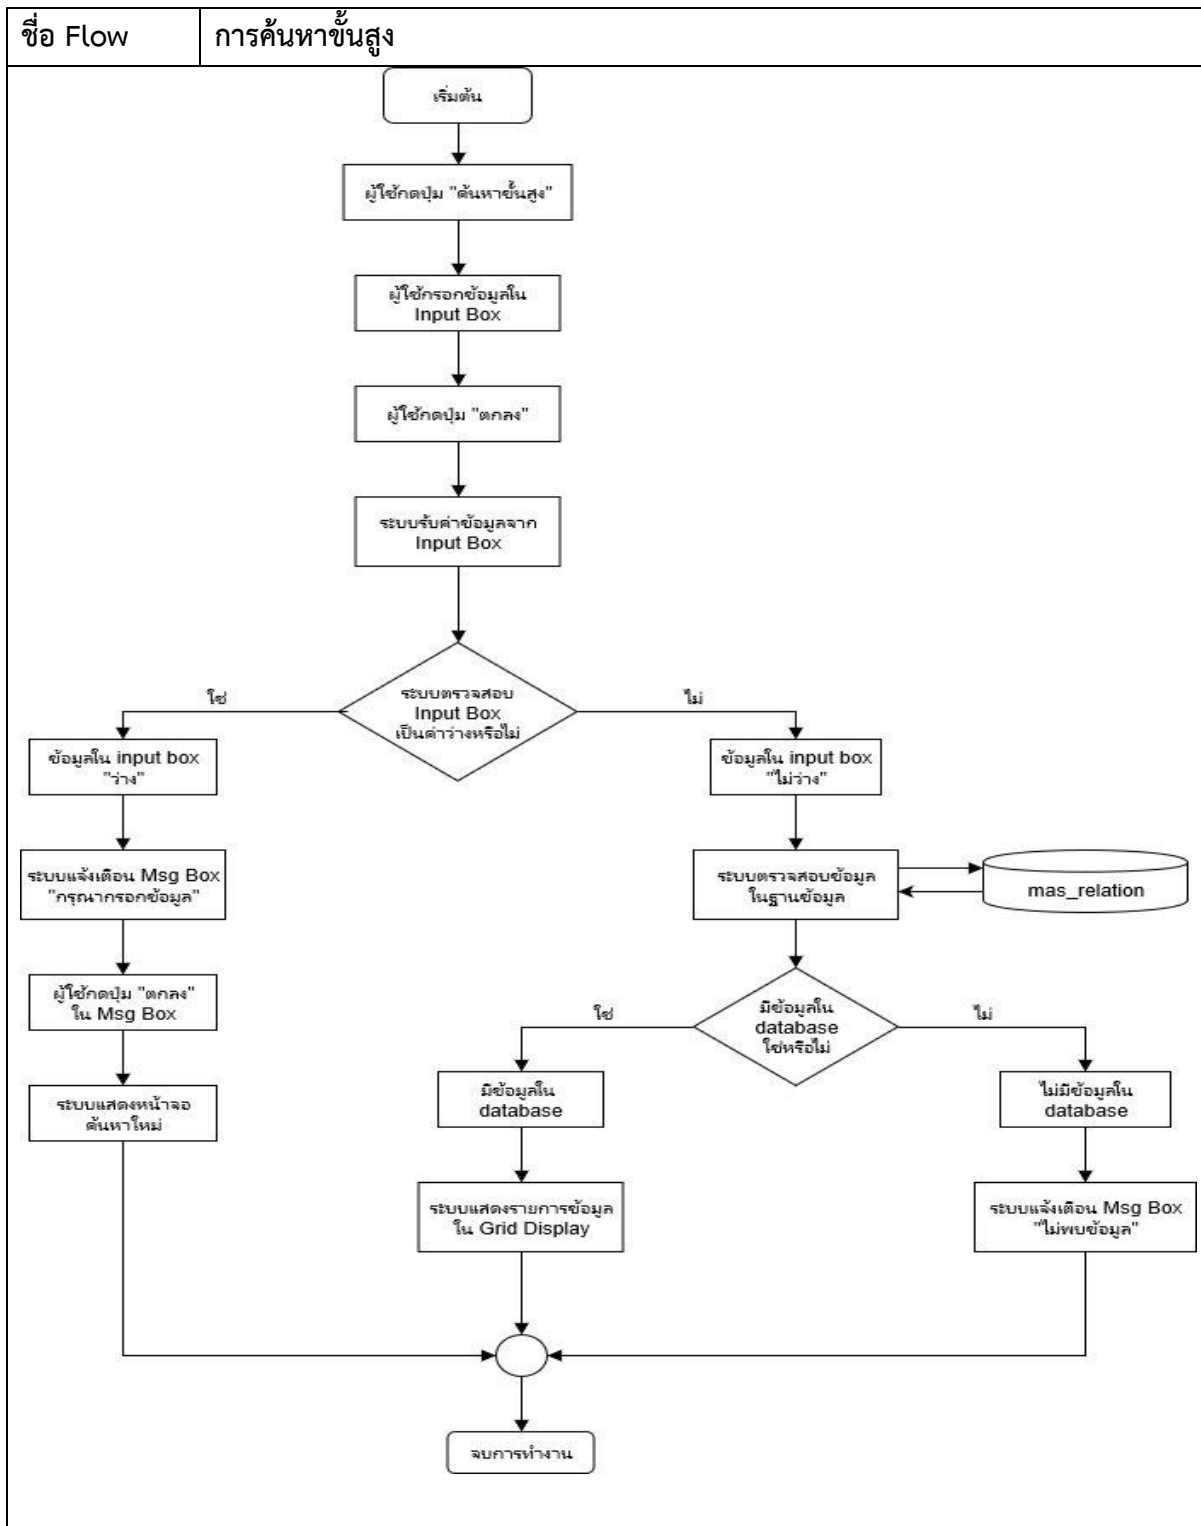 ชื่อ Flow
การค้นหาขั้นสูง
เริ่มต้น
ผู้ใช้กดปุ่ม "ค้นหาขั้นสูง"
ผู้ใช้กรอกข้อมูลใน
Input Box
ผู้ใช้กดปุ่ม "ตกลง"
ระบบรับค่าข้อมูลจาก
Input Box
ระบบตรวจสอบ
Input Box
เป็นค่าว่างหรือไม่
ใช่
ไม่
ข้อมูลใน input box
"ว่าง"
ข้อมูลใน input box
"ไม่ว่าง"
ระบบแจ้งเตือน Msg Box
"กรุณากรอกข้อมูล"
ระบบตรวจสอบข้อมูล
ในฐานข้อมูล
mas_relation
ผู้ใช้กดปุ่ม "ตกลง"
ใน Msg Box
มีข้อมูลใน
database
ใช่หรือไม่
ใช่
ไม่
ระบบแสดงหน้าจอ
ค้นหาใหม่
มีข้อมูลใน
database
ไม่มีข้อมูลใน
database
ระบบแสดงรายการข้อมูล
ใน Grid Display
ระบบแจ้งเตือน Msg Box
"ไม่พบข้อมูล"
จบการทำงาน